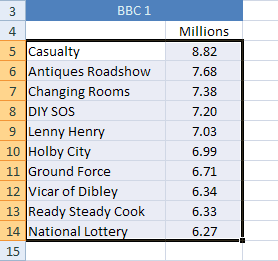 3 BBC 1
4 Millions
5 Casualty 8.82
6 Antiques Roadshow 7.68
7 Changing Rooms 7.38
8 DIY SOS 7.20
9 Lenny Henry 7.03
10 Holby City 6.99
11 Ground Force 6.71
12 Vicar of Dibley 6.34
13 Ready Steady Cook 6.33
14 National Lottery 6.27
15